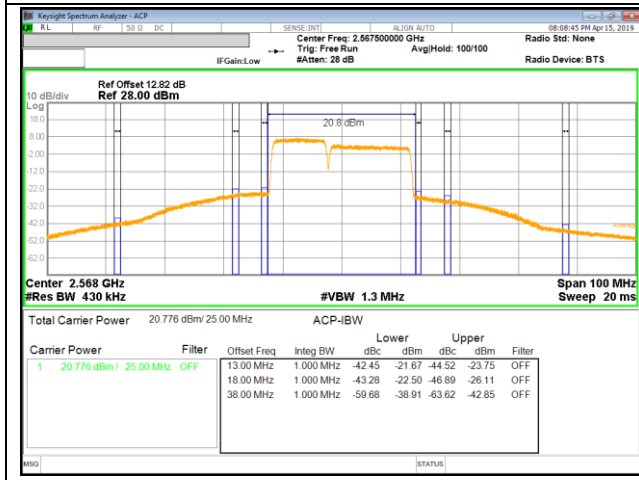 Keysight Spectrum Analyzer - ACP
RL RF 50 Ω DC SENSE:INT ALIGN AUTO 08:08:45 PM Apr 15, 2019
Center Freq: 2.567500000 GHz Radio Std: None
Trig: Free Run Avg|Hold: 100/100
IFGain:Low #Atten: 28 dB Radio Device: BTS
Ref Offset 12.82 dB
10 dB/div Ref 28.00 dBm
Log
18.0
20.8 dBm
8.00
-2.00
-12.0
-22.0
-32.0
-42.0
Average
-52.0
-62.0
Center 2.568 GHz Span 100 MHz
#Res BW 430 kHz #VBW 1.3 MHz Sweep 20 ms
Total Carrier Power 20.776 dBm/ 25.00 MHz ACP-IBW
Lower Upper
Carrier Power Filter Offset Freq Integ BW dBc dBm dBc dBm Filter
1 20.776 dBm / 25.00 MHz OFF 13.00 MHz 1.000 MHz -42.45 -21.67 -44.52 -23.75 OFF
18.00 MHz 1.000 MHz -43.28 -22.50 -46.89 -26.11 OFF
38.00 MHz 1.000 MHz -59.68 -38.91 -63.62 -42.85 OFF
MSG STATUS